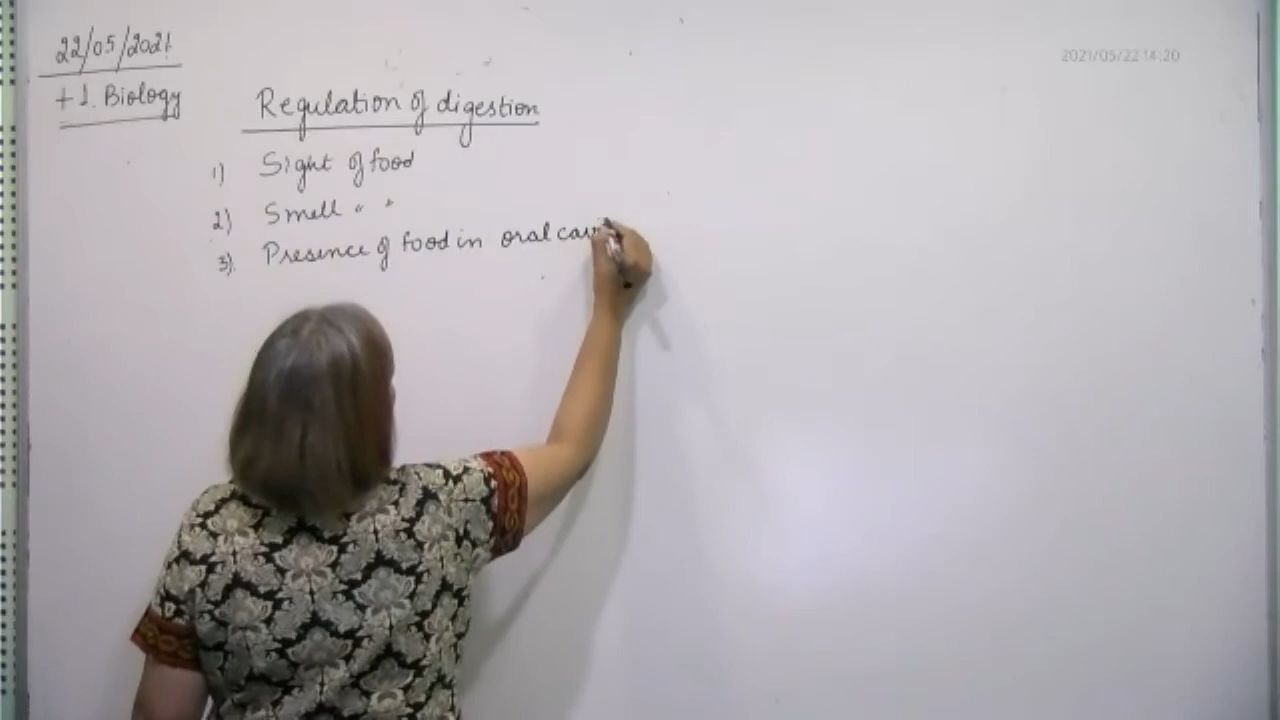 22/05/2021
2021/05/22 14:20
+1. Biology
Regulation of digestion
1) Sight of food
2) Smell " "
3). Presence of food in oral cav